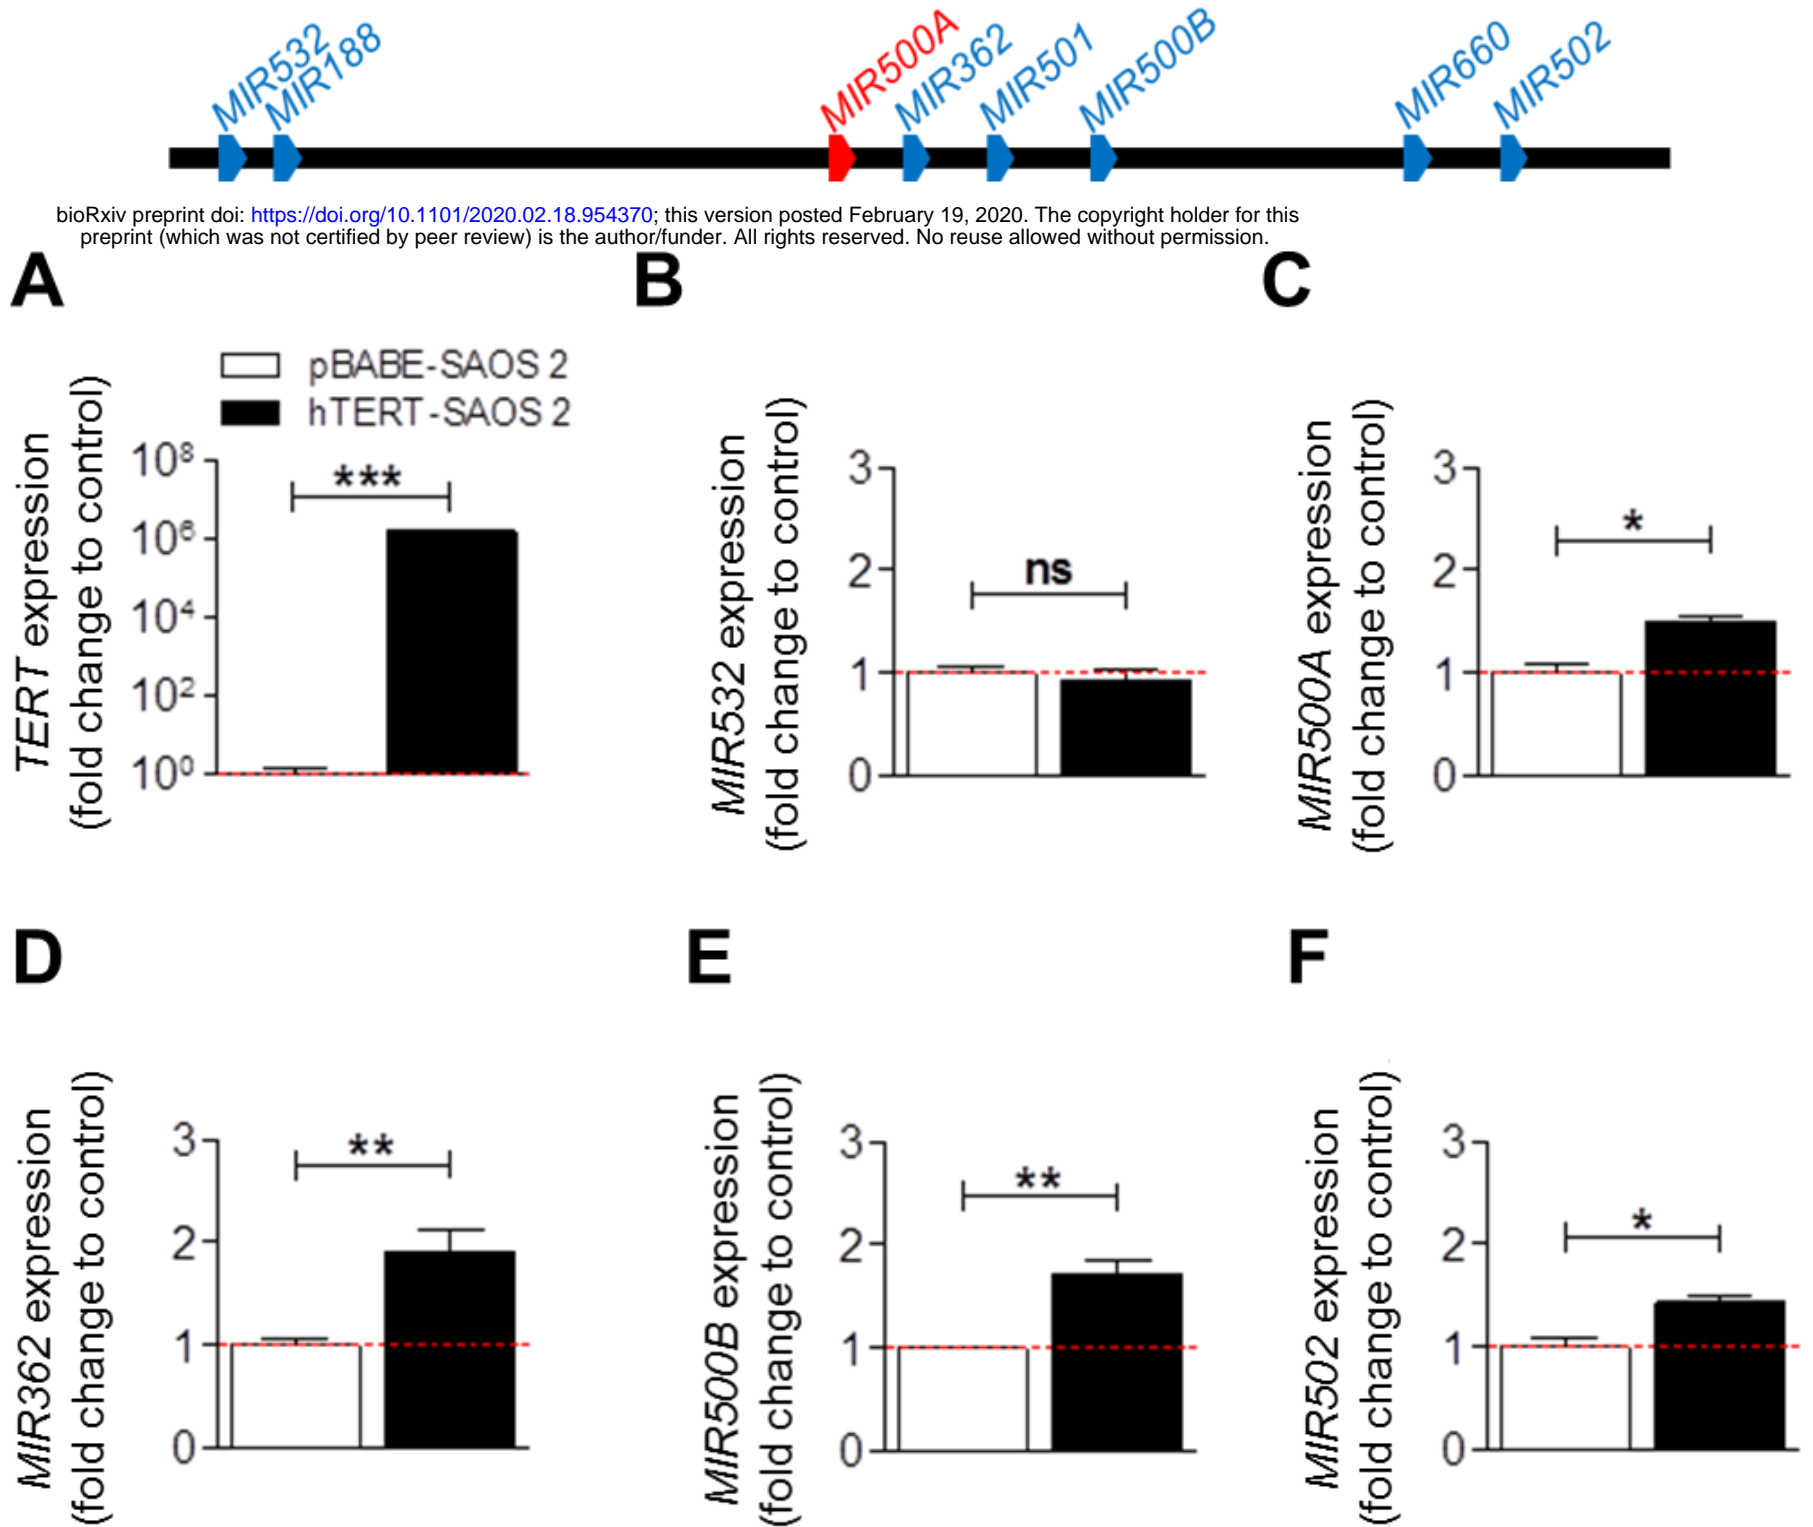 MIR532
MIR188
MIR500A
MIR362
MIR501
MIR500B
MIR660
MIR502
bioRxiv preprint doi: https://doi.org/10.1101/2020.02.18.954370; this version posted February 19, 2020. The copyright holder for this
preprint (which was not certified by peer review) is the author/funder. All rights reserved. No reuse allowed without permission.
A
pBABE-SAOS 2
hTERT-SAOS 2
TERT expression
(fold change to control)
10⁸
10⁶
10⁴
10²
10⁰
***
B
MIR532 expression
(fold change to control)
3
2
1
0
ns
C
MIR500A expression
(fold change to control)
3
2
1
0
*
D
MIR362 expression
(fold change to control)
3
2
1
0
**
E
MIR500B expression
(fold change to control)
3
2
1
0
**
F
MIR502 expression
(fold change to control)
3
2
1
0
*